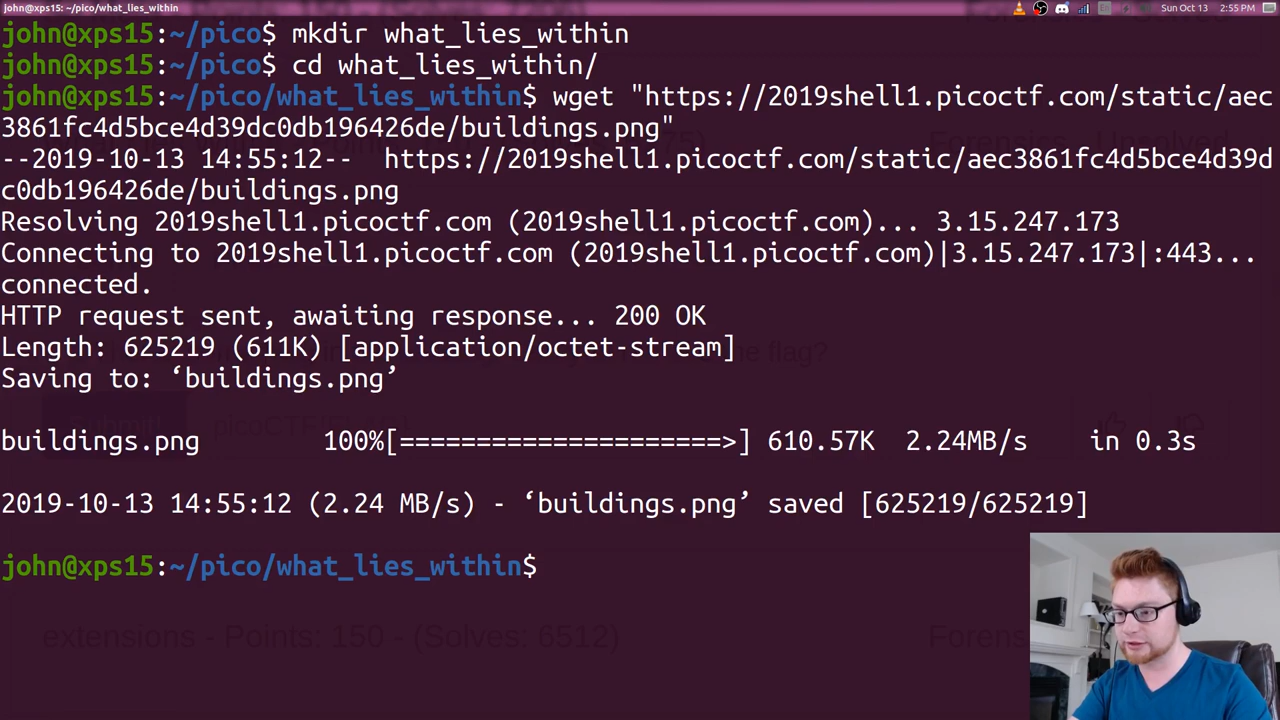 john@xps15: ~/pico/what_lies_within
Sun Oct 13
2:55 PM
john@xps15:~/pico$ mkdir what_lies_within
john@xps15:~/pico$ cd what_lies_within/
john@xps15:~/pico/what_lies_within$ wget "https://2019shell1.picoctf.com/static/aec
3861fc4d5bce4d39dc0db196426de/buildings.png"
--2019-10-13 14:55:12--  https://2019shell1.picoctf.com/static/aec3861fc4d5bce4d39d
c0db196426de/buildings.png
Resolving 2019shell1.picoctf.com (2019shell1.picoctf.com)... 3.15.247.173
Connecting to 2019shell1.picoctf.com (2019shell1.picoctf.com)|3.15.247.173|:443...
connected.
HTTP request sent, awaiting response... 200 OK
Length: 625219 (611K) [application/octet-stream]
Saving to: ‘buildings.png’
buildings.png 100%[=====================>] 610.57K 2.24MB/s in 0.3s
2019-10-13 14:55:12 (2.24 MB/s) - ‘buildings.png’ saved [625219/625219]
john@xps15:~/pico/what_lies_within$
extensions - Points: 150 - (Solves: 6512)